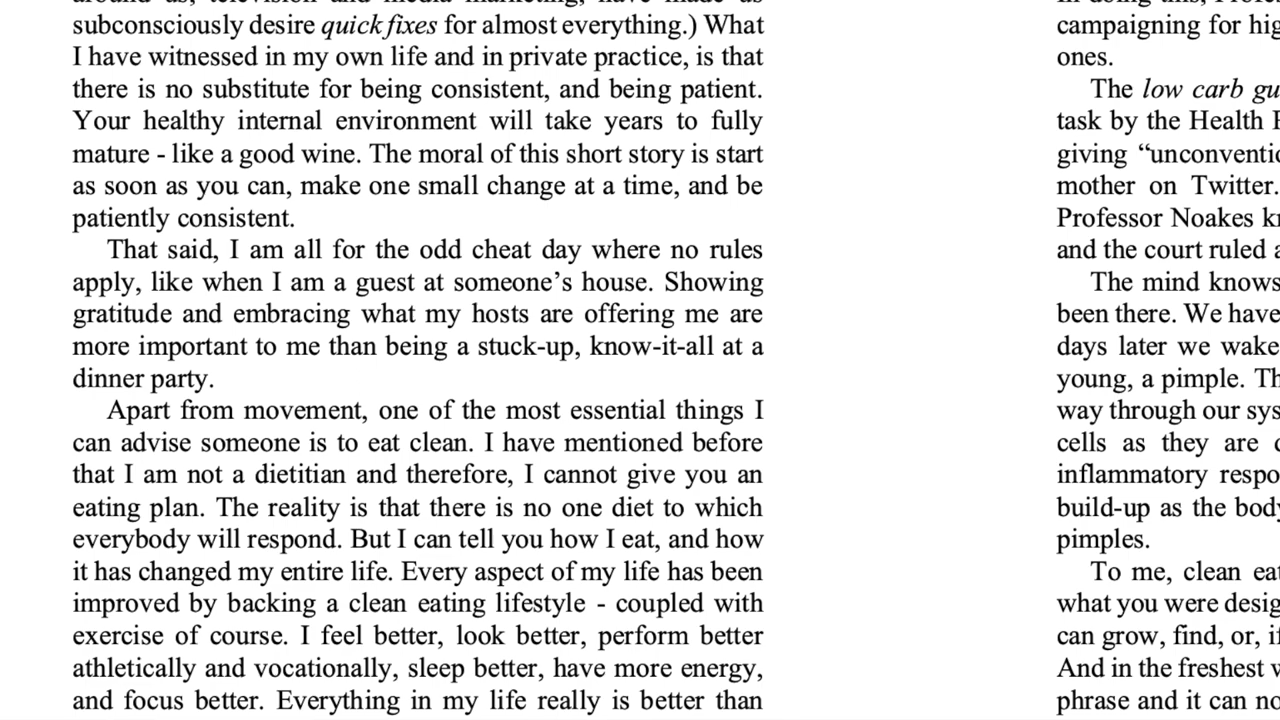 subconsciously desire quick fixes for almost everything.) What
I have witnessed in my own life and in private practice, is that
there is no substitute for being consistent, and being patient.
Your healthy internal environment will take years to fully
mature - like a good wine. The moral of this short story is start
as soon as you can, make one small change at a time, and be
patiently consistent.
That said, I am all for the odd cheat day where no rules
apply, like when I am a guest at someone’s house. Showing
gratitude and embracing what my hosts are offering me are
more important to me than being a stuck-up, know-it-all at a
dinner party.
Apart from movement, one of the most essential things I
can advise someone is to eat clean. I have mentioned before
that I am not a dietitian and therefore, I cannot give you an
eating plan. The reality is that there is no one diet to which
everybody will respond. But I can tell you how I eat, and how
it has changed my entire life. Every aspect of my life has been
improved by backing a clean eating lifestyle - coupled with
exercise of course. I feel better, look better, perform better
athletically and vocationally, sleep better, have more energy,
and focus better. Everything in my life really is better than
campaigning for
ones.
The low carb
task by the Health
giving
mother on Twitter.
Professor Noakes
and the court ruled
The mind knows
been there. We have
days later we wake
young, a pimple.
way through our
cells as they are
inflammatory
build-up as the
pimples.
To me, clean
what you were
can grow, find, or,
And in the freshest
phrase and it can